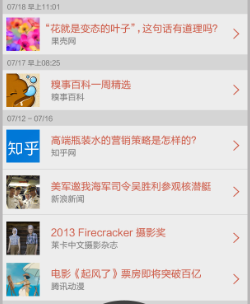 07/18 早上11:01
“花就是变态的叶子”，这句话有道理吗?
果壳网
07/17 早上08:25
糗事百科一周精选
糗事百科
07/12 ~ 07/16
知乎
高端瓶装水的营销策略是怎样的?
知乎网
美军邀我海军司令吴胜利参观核潜艇
新浪新闻
2013 Firecracker 摄影奖
莱卡中文摄影杂志
电影《起风了》票房即将突破百亿
腾讯动漫